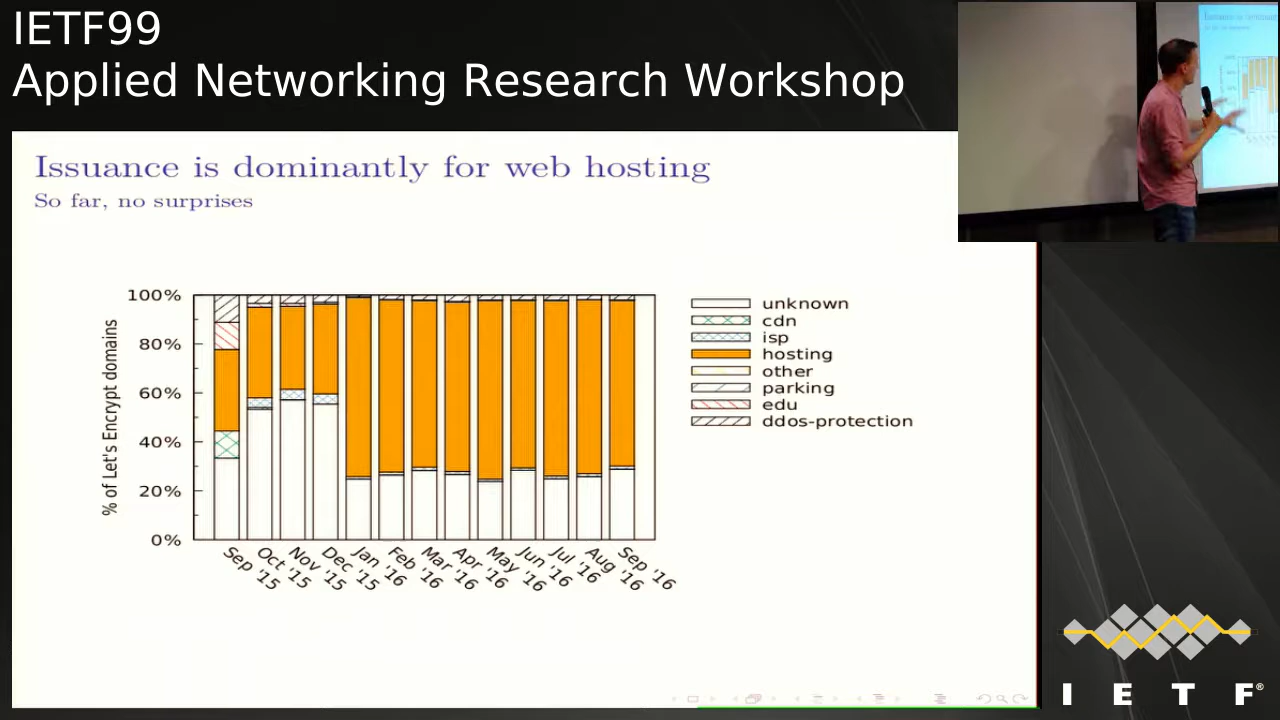 IETF99
Applied Networking Research Workshop
Issuance is dominantly for web hosting
So far, no surprises
% of Let's Encrypt domains
100%
80%
60%
40%
20%
0%
Sep '15
Oct '15
Nov '15
Dec '15
Jan '16
Feb '16
Mar '16
Apr '16
May '16
Jun '16
Jul '16
Aug '16
Sep '16
unknown
cdn
isp
hosting
other
parking
edu
ddos-protection
I E T F®